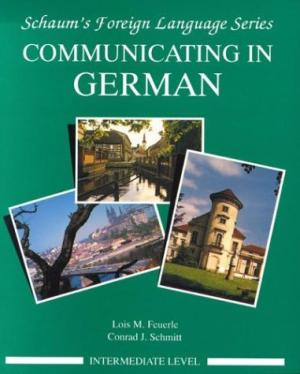 Schaum's Foreign Language Series
COMMUNICATING IN
GERMAN
Lois M. Feuerle
Conrad J. Schmitt
INTERMEDIATE LEVEL